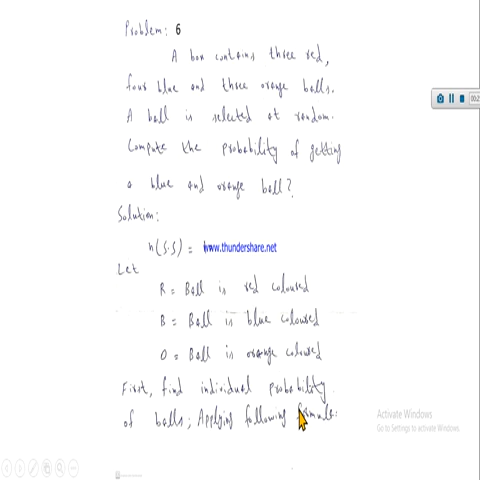 Problem: 6
A box contains three red,
four blue and three orange balls.
A ball is selected at random.
Compute the probability of getting
a blue and orange ball?
Solution:
n(S.S) = www.thundershare.net
Let
R = Ball is red coloured
B = Ball is blue coloured
O = Ball is orange coloured
First, find individual probability
of balls; Applying following formula:
Activate Windows
Go to Settings to activate Windows.